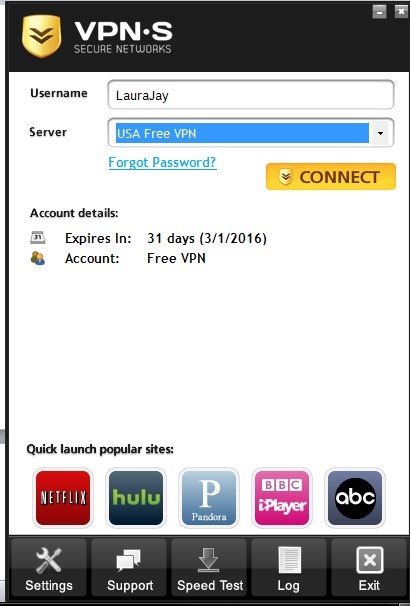 VPN·S
SECURE NETWORKS
Username
LauraJay
Server
USA Free VPN
Forgot Password?
CONNECT
Account details:
31
Expires In: 31 days (3/1/2016)
Account: Free VPN
Quick launch popular sites:
NETFLIX
hulu
P
Pandora
BBC
iPlayer
abc
Settings
Support
Speed Test
Log
Exit